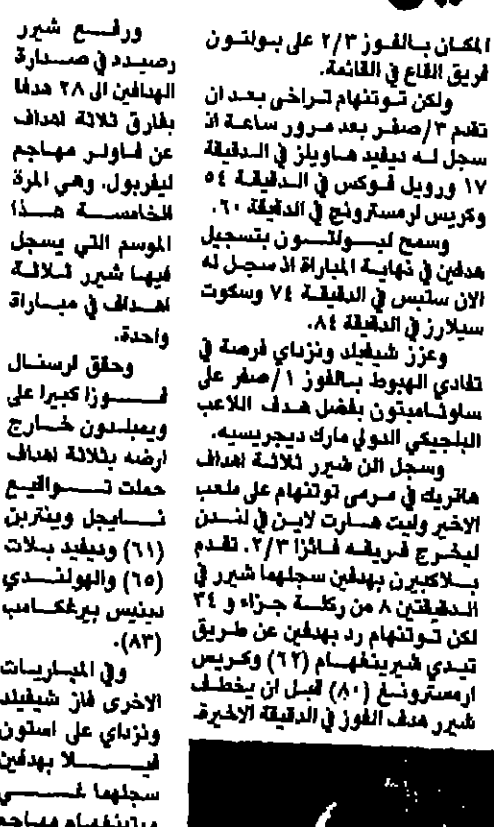 المكان بالفوز ٢/٣ على بولتون
فريق القاع في القائمة.
ولكن توتنهام تراخى بعد ان
تقدم ٣/صفر بعد مرور ساعة اذ
سجل له ديفيد هاويلز في الدقيقة
١٧ ورويل فوكس في الدقيقة ٥٤
وكريس ارمسترونج في الدقيقة ٦٠.
وسمح لبولتون بتسجيل
هدفين في نهاية المباراة اذ سجل له
الان ستبس في الدقيقة ٧٤ وسكوت
سيلارز في الدقيقة ٨٤.
وعزز شيفيلد ونزداي فرصة في
تفادي الهبوط بالفوز ١/صفر على
ساوثامبتون بفضل هدف اللاعب
البلجيكي الدولي مارك ديجريسيه.
وسجل الن شيرر ثلاثة اهداف
هاتريك في مرمى توتنهام على ملعب
الاخير وايت هارت لاين في لندن
ليخرج فريقه فائزا ٢/٣. تقدم
بلاكبيرن بهدفين سجلهما شيرر في
الدقيقتين ٨ من ركلة جزاء و ٣٤
لكن توتنهام رد بهدفين عن طريق
تيدي شيرينغهام (٦٢) وكريس
ارمسترونغ (٨٠) قبل ان يخطف
شيرر هدف الفوز في الدقيقة الاخيرة.
ورفع شيرر
رصيده في صدارة
الهدافين الى ٢٨ هدفا
بفارق ثلاثة اهداف
عن فاولر مهاجم
ليفربول. وهي المرة
الخامسة هذا
الموسم التي يسجل
فيها شيرر ثلاثة
اهداف في مباراة
واحدة.
وحقق ارسنال
فوزا كبيرا على
ويمبلدون خارج
ارضه بثلاثة اهداف
حملت تواقيع
نايجل وينتربن
(٦١) وديفيد بلات
(٦٥) والهولندي
دينيس بيرغكامب
(٨٣).
وفي المباريات
الاخرى فاز شيفيلد
ونزداي على استون
فيلا بهدفين
سجلهما غي
ويتينغهام مهاجم